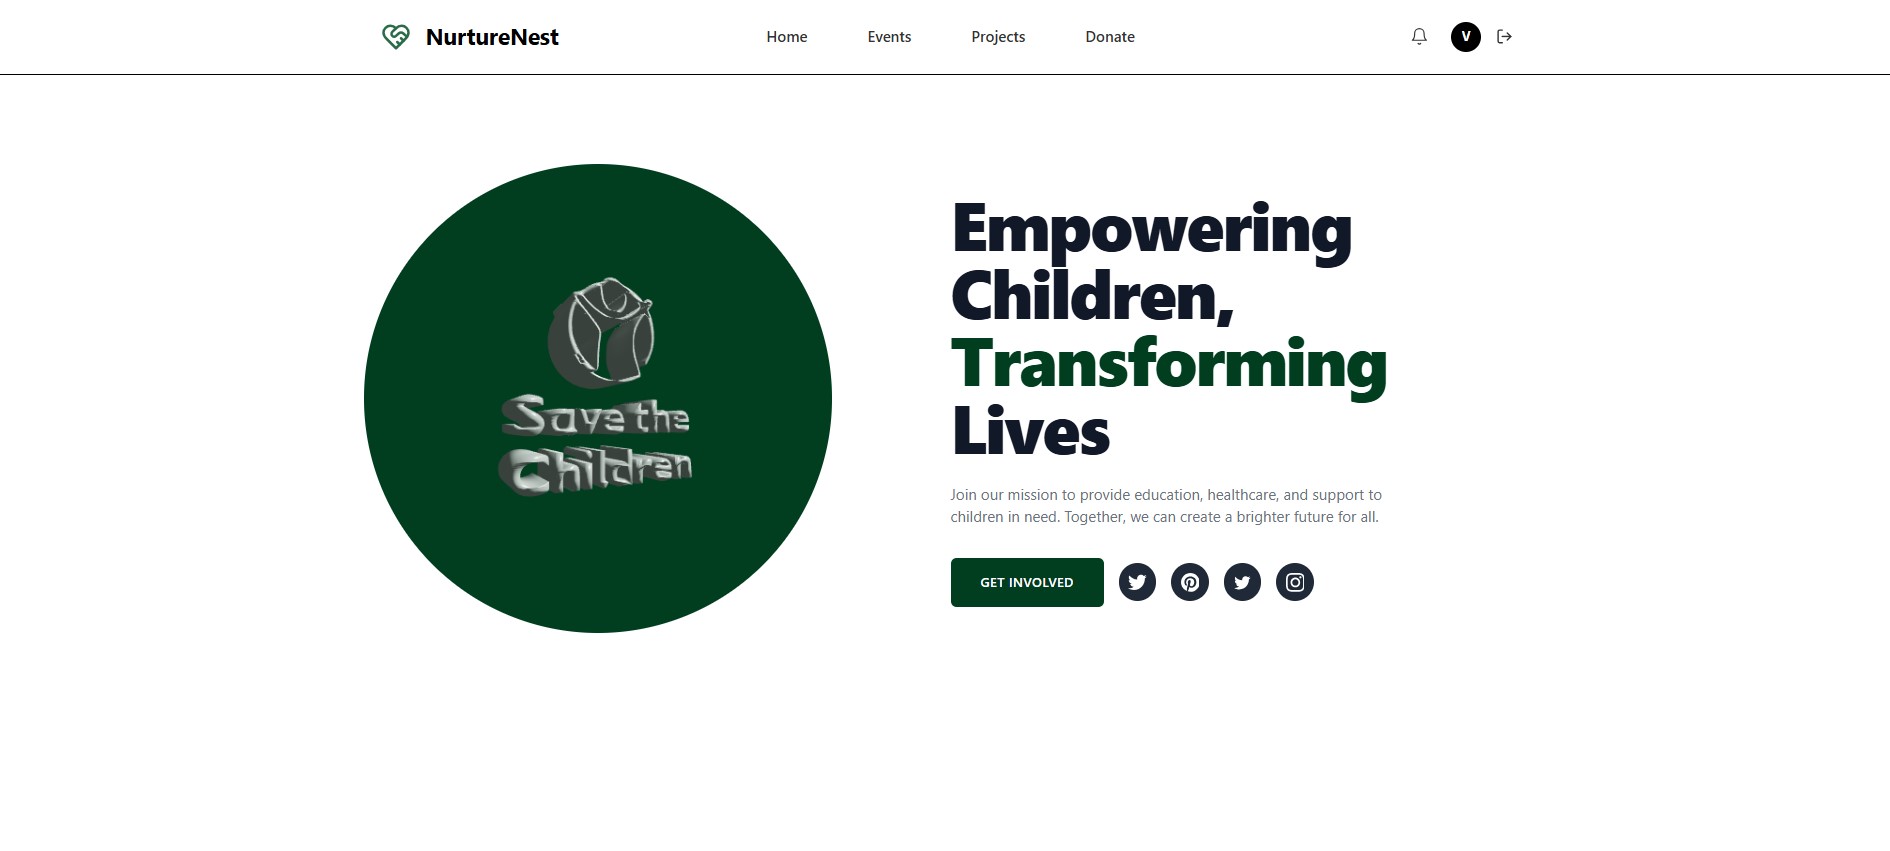 NurtureNest
Home
Events
Projects
Donate
V
Save the
Children
Empowering
Children,
Transforming
Lives
Join our mission to provide education, healthcare, and support to
children in need. Together, we can create a brighter future for all.
GET INVOLVED